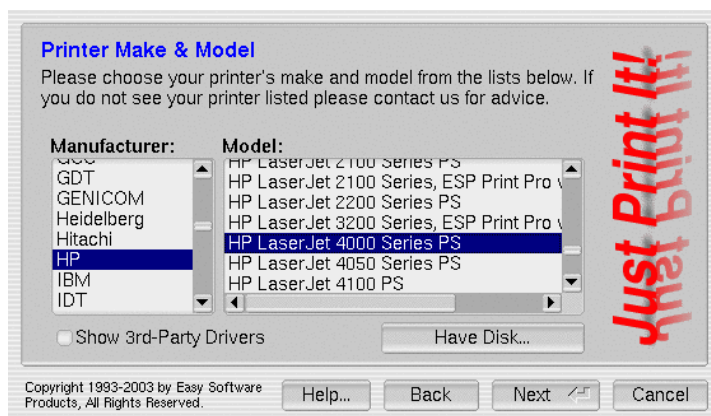 Printer Make & Model
Please choose your printer's make and model from the lists below. If
you do not see your printer listed please contact us for advice.
Manufacturer:
GCC
GDT
GENICOM
Heidelberg
Hitachi
HP
IBM
IDT
Model:
HP LaserJet 2100 Series PS
HP LaserJet 2100 Series, ESP Print Pro v
HP LaserJet 2200 Series PS
HP LaserJet 3200 Series, ESP Print Pro v
HP LaserJet 4000 Series PS
HP LaserJet 4050 Series PS
HP LaserJet 4100 PS
Show 3rd-Party Drivers
Have Disk...
Just Print It!
Copyright 1993-2003 by Easy Software
Products, All Rights Reserved.
Help...
Back
Next
Cancel